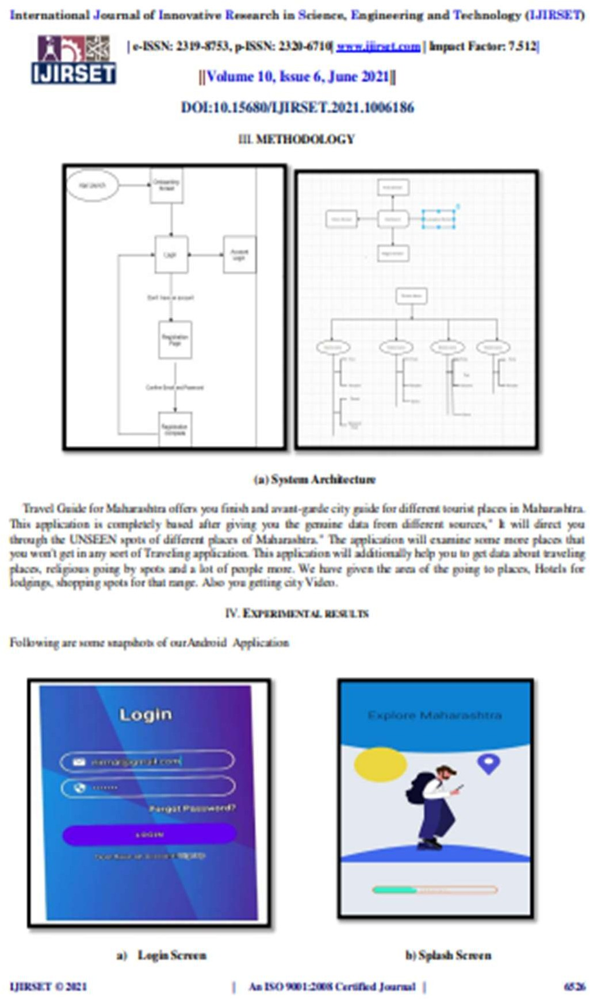 International Journal of Innovative Research in Science, Engineering and Technology (IJIRSET)
| e-ISSN: 2319-8753, p-ISSN: 2320-6710| www.ijirset.com | Impact Factor: 7.512|
IJIRSET
||Volume 10, Issue 6, June 2021||
DOI:10.15680/IJIRSET.2021.1006186
III. METHODOLOGY
Onboarding
Screen
Login
Account
Login
Don't have an account
Registration
Page
Confirm Email and Password
Registration
complete
(a) System Architecture
Travel Guide for Maharashtra offers you finish and avant-garde city guide for different tourist places in Maharashtra.
This application is completely based after giving you the genuine data from different sources," It will direct you
through the UNSEEN spots of different places of Maharashtra." The application will examine some more places that
you won't get in any sort of Traveling application. This application will additionally help you to get data about traveling
places, religious going by spots and a lot of people more. We have given the area of the going to places, Hotels for
lodgings, shopping spots for that range. Also you getting city Video.
IV. EXPERIMENTAL RESULTS
Following are some snapshots of our Android Application
Login
Forgot Password?
LOGIN
Explore Maharashtra
a) Login Screen
b) Splash Screen
IJIRSET © 2021 | An ISO 9001:2008 Certified Journal | 6526